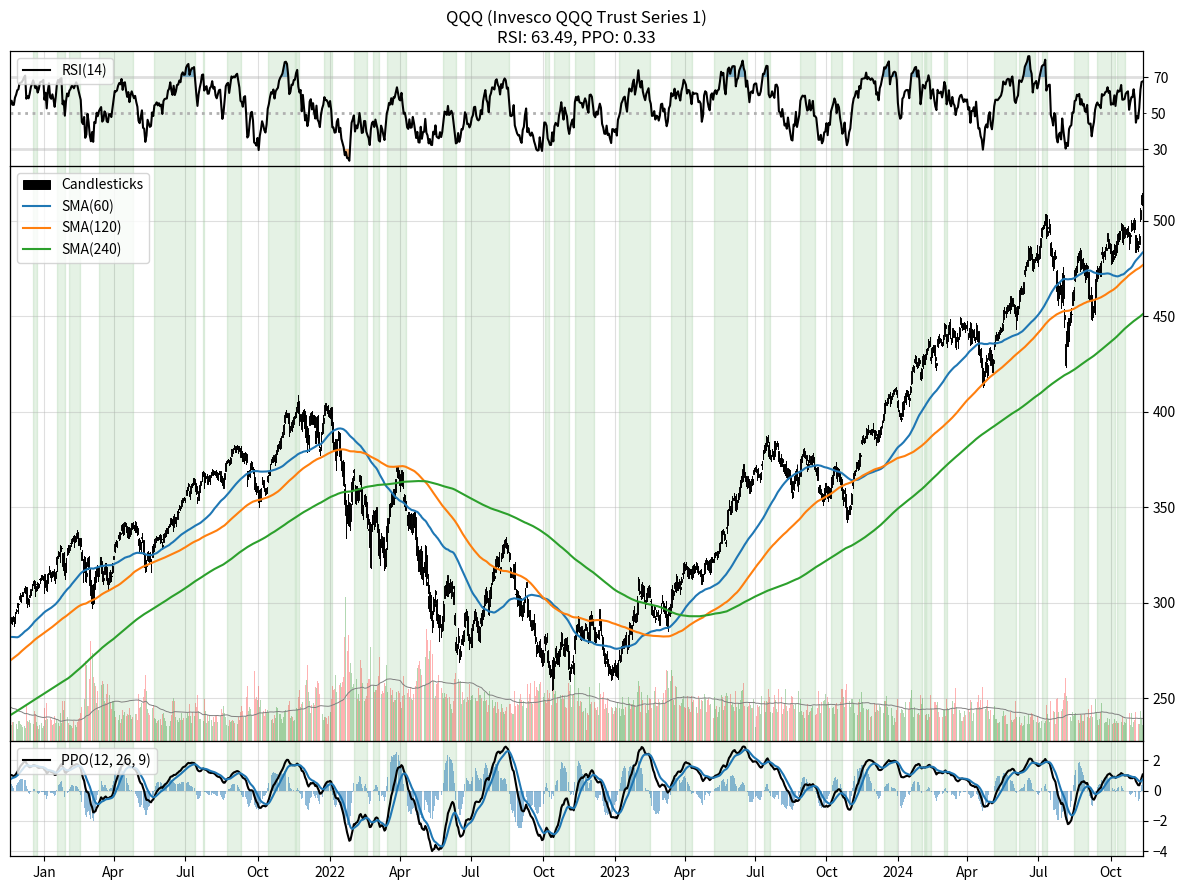 QQQ (Invesco QQQ Trust Series 1)
RSI: 63.49, PPO: 0.33
RSI(14)
70
50
30
Candlesticks
SMA(60)
SMA(120)
SMA(240)
500
450
400
350
300
250
PPO(12, 26, 9)
2
0
−2
−4
Jan Apr Jul Oct 2022 Apr Jul Oct 2023 Apr Jul Oct 2024 Apr Jul Oct